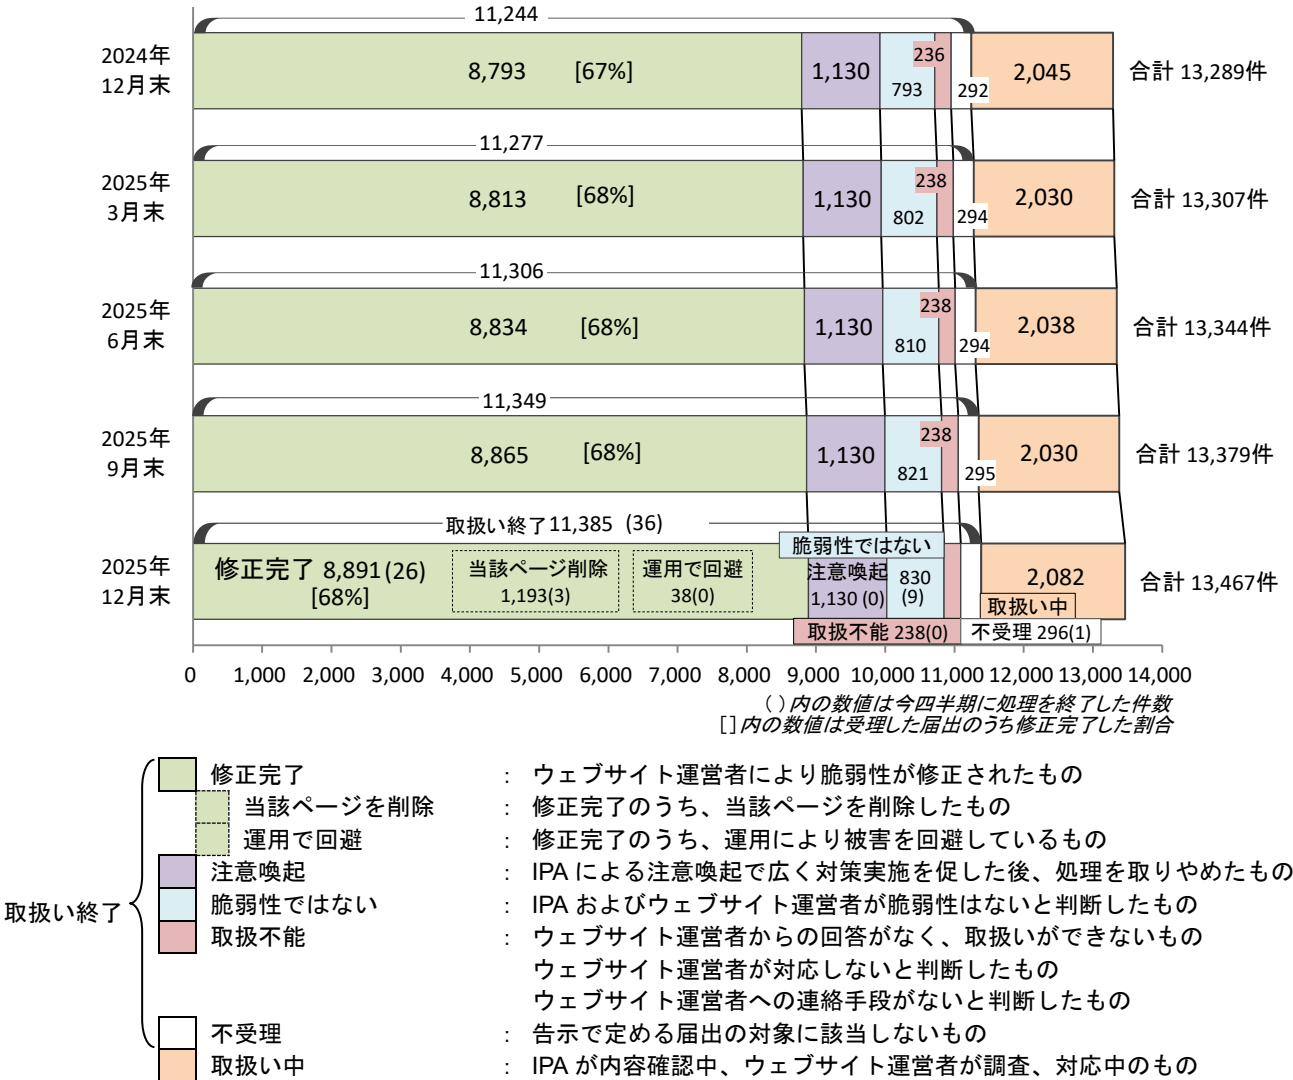 11,244
2024年
12月末
8,793 [67%] 1,130 793 236 292 2,045 合計 13,289件
11,277
2025年
3月末
8,813 [68%] 1,130 802 238 294 2,030 合計 13,307件
11,306
2025年
6月末
8,834 [68%] 1,130 810 238 294 2,038 合計 13,344件
11,349
2025年
9月末
8,865 [68%] 1,130 821 238 295 2,030 合計 13,379件
取扱い終了11,385 (36)
2025年
12月末
修正完了 8,891(26)
[68%]
当該ページ削除
1,193(3)
運用で回避
38(0)
脆弱性ではない
注意喚起
1,130 (0)
830
(9)
2,082
取扱い中
合計 13,467件
取扱不能 238(0) 不受理 296(1)
0 1,000 2,000 3,000 4,000 5,000 6,000 7,000 8,000 9,000 10,000 11,000 12,000 13,000 14,000
( )内の数値は今四半期に処理を終了した件数
[ ]内の数値は受理した届出のうち修正完了した割合
取扱い終了
修正完了 : ウェブサイト運営者により脆弱性が修正されたもの
当該ページを削除 : 修正完了のうち、当該ページを削除したもの
運用で回避 : 修正完了のうち、運用により被害を回避しているもの
注意喚起 : IPA による注意喚起で広く対策実施を促した後、処理を取りやめたもの
脆弱性ではない : IPA およびウェブサイト運営者が脆弱性はないと判断したもの
取扱不能 : ウェブサイト運営者からの回答がなく、取扱いができないもの
ウェブサイト運営者が対応しないと判断したもの
ウェブサイト運営者への連絡手段がないと判断したもの
不受理 : 告示で定める届出の対象に該当しないもの
取扱い中 : IPA が内容確認中、ウェブサイト運営者が調査、対応中のもの